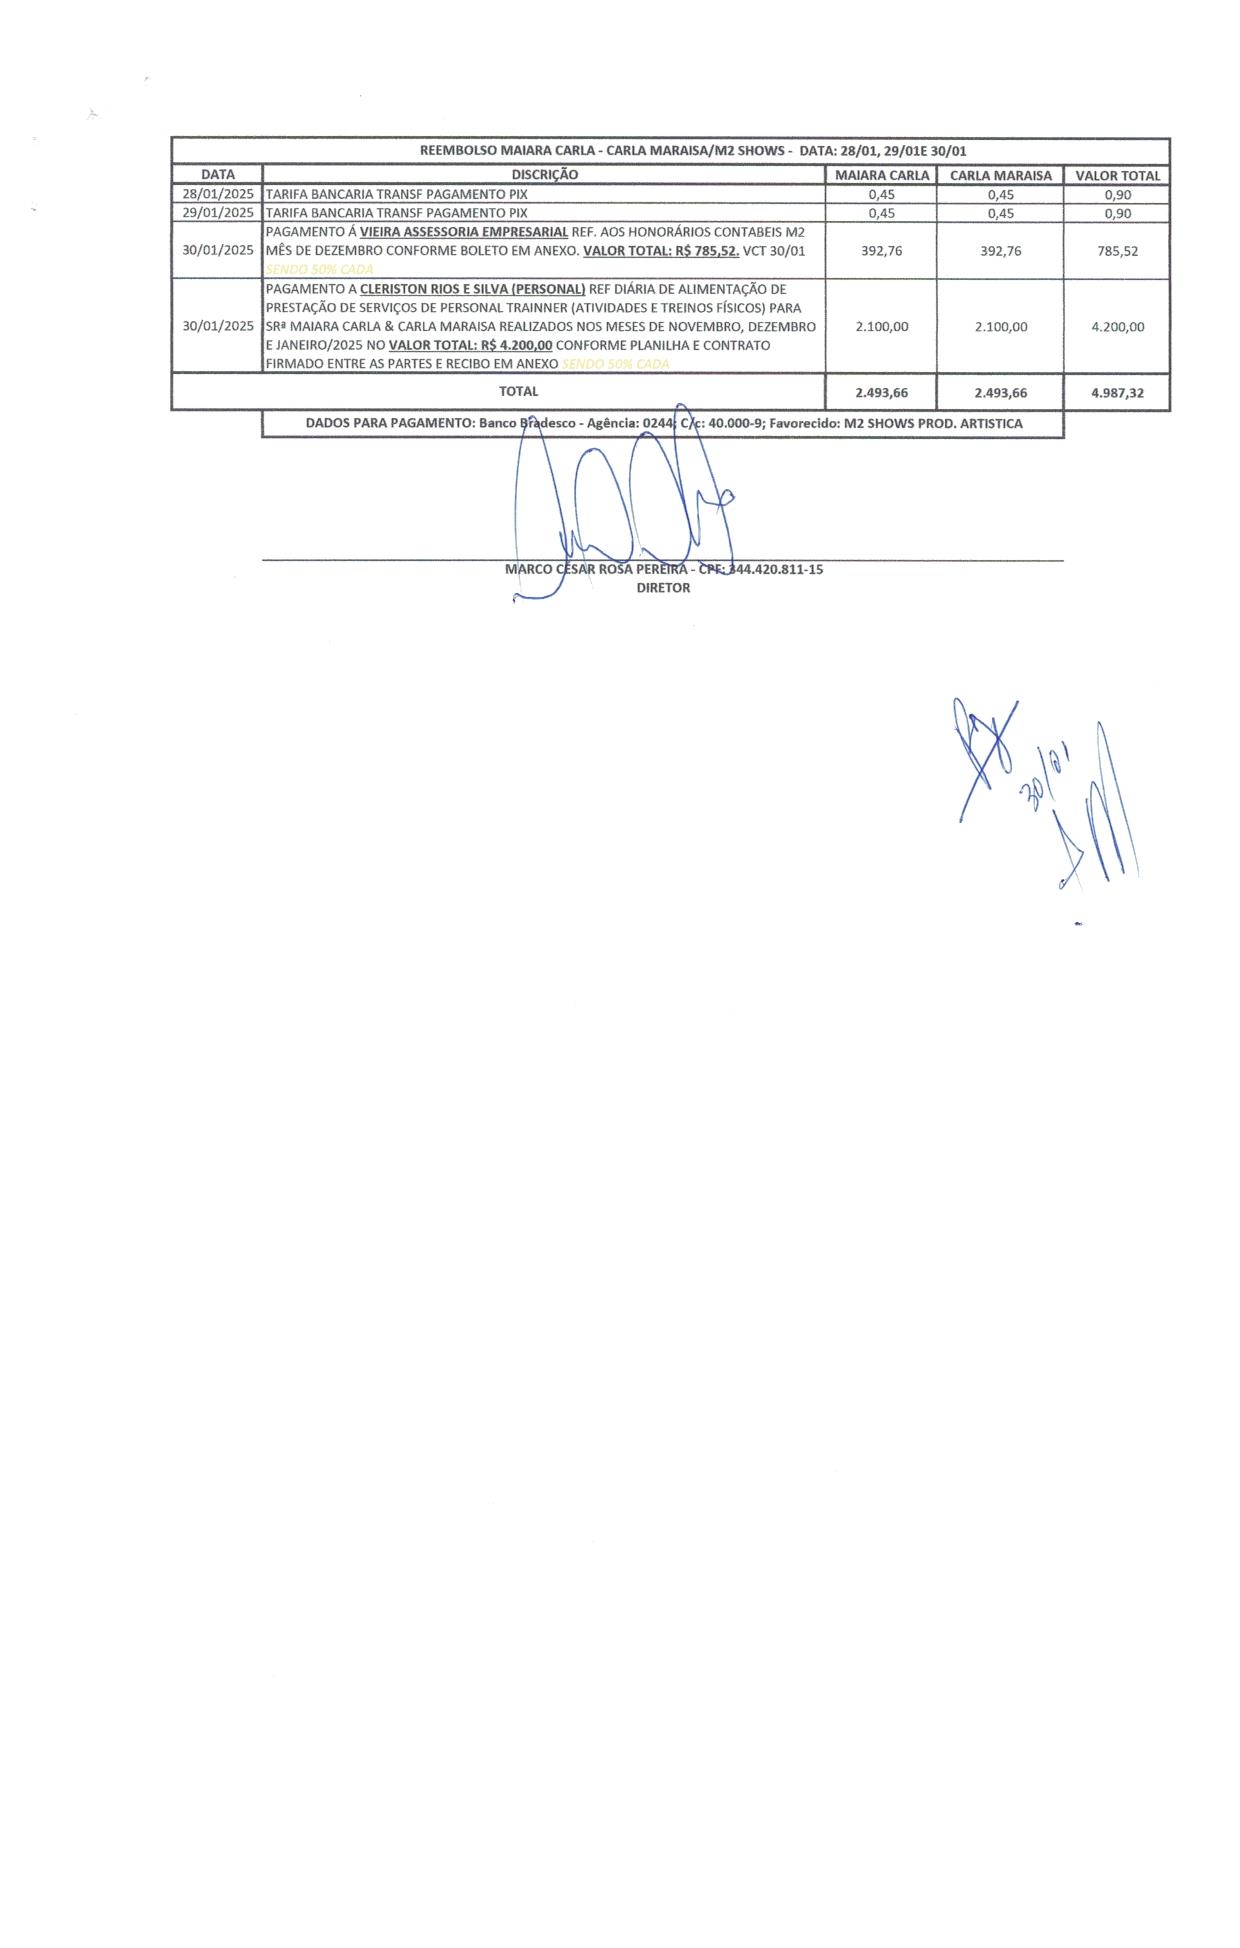 REEMBOLSO MAIARA CARLA - CARLA MARAISA/M2 SHOWS - DATA: 28/01, 29/01E 30/01
DATA DISCRIÇÃO MAIARA CARLA CARLA MARAISA VALOR TOTAL
28/01/2025 TARIFA BANCARIA TRANSF PAGAMENTO PIX 0,45 0,45 0,90
29/01/2025 TARIFA BANCARIA TRANSF PAGAMENTO PIX 0,45 0,45 0,90
PAGAMENTO Á VIEIRA ASSESSORIA EMPRESARIAL REF. AOS HONORÁRIOS CONTABEIS M2
30/01/2025 MÊS DE DEZEMBRO CONFORME BOLETO EM ANEXO. VALOR TOTAL: R$ 785,52. VCT 30/01 392,76 392,76 785,52
SENDO 50% CADA
PAGAMENTO A CLERISTON RIOS E SILVA (PERSONAL) REF DIÁRIA DE ALIMENTAÇÃO DE
PRESTAÇÃO DE SERVIÇOS DE PERSONAL TRAINNER (ATIVIDADES E TREINOS FÍSICOS) PARA
30/01/2025 SRª MAIARA CARLA & CARLA MARAISA REALIZADOS NOS MESES DE NOVEMBRO, DEZEMBRO 2.100,00 2.100,00 4.200,00
E JANEIRO/2025 NO VALOR TOTAL: R$ 4.200,00 CONFORME PLANILHA E CONTRATO
FIRMADO ENTRE AS PARTES E RECIBO EM ANEXO SENDO 50% CADA
TOTAL 2.493,66 2.493,66 4.987,32
DADOS PARA PAGAMENTO: Banco Bradesco - Agência: 0244; C/c: 40.000-9; Favorecido: M2 SHOWS PROD. ARTISTICA
MARCO CESAR ROSA PEREIRA - CPF: 344.420.811-15
DIRETOR
30/01